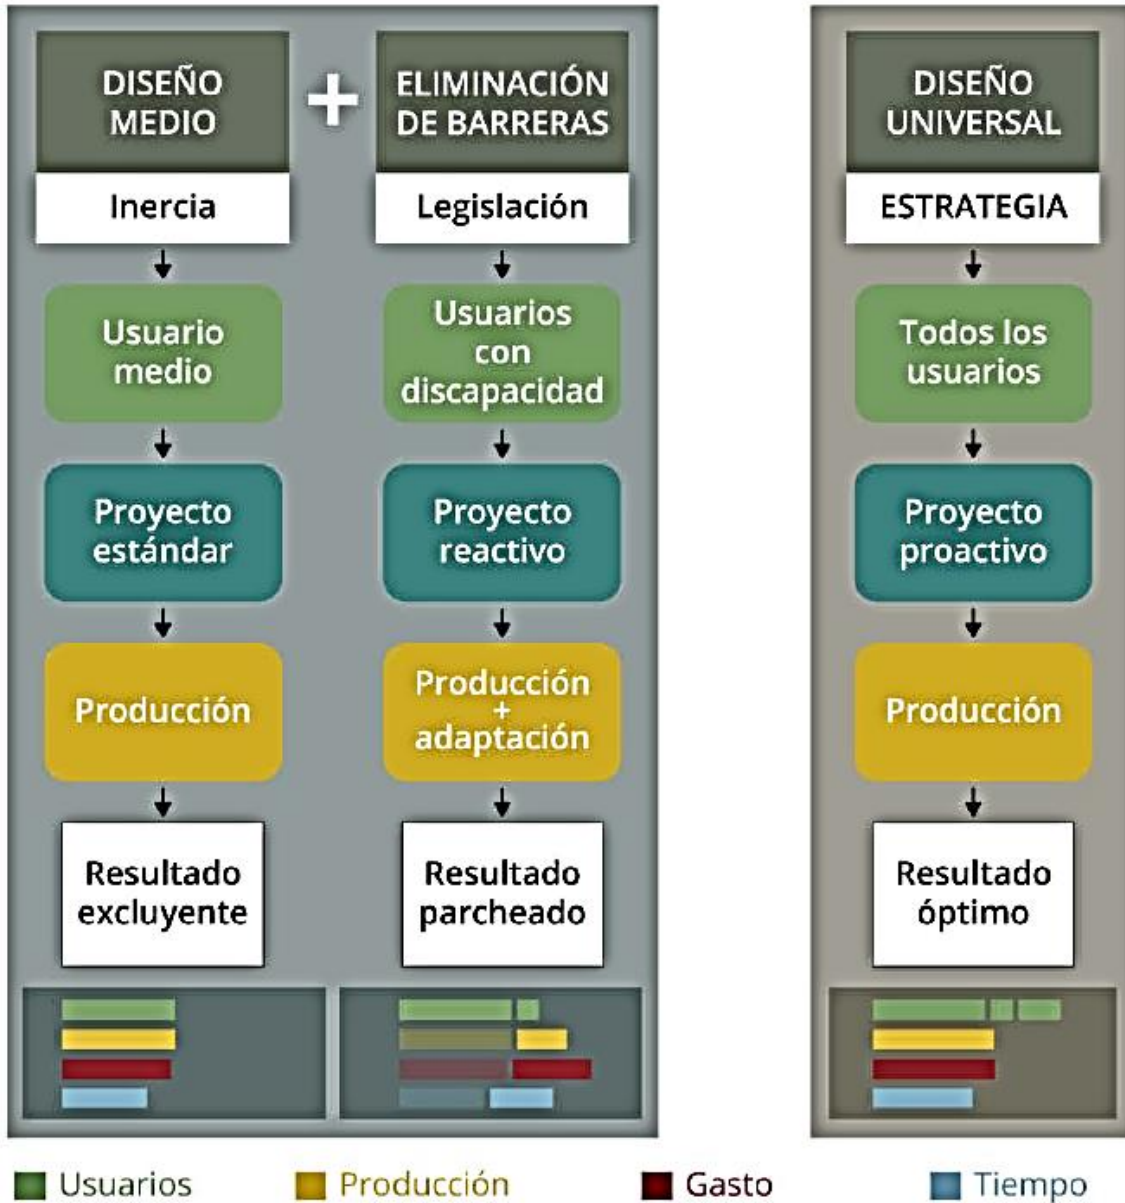 DISEÑO
MEDIO
+
ELIMINACIÓN
DE BARRERAS
Inercia
Legislación
Usuario
medio
Usuarios
con
discapacidad
Proyecto
estándar
Proyecto
reactivo
Producción
Producción
+
adaptación
Resultado
excluyente
Resultado
parcheado
DISEÑO
UNIVERSAL
ESTRATEGIA
Todos los
usuarios
Proyecto
proactivo
Producción
Resultado
óptimo
Usuarios
Producción
Gasto
Tiempo